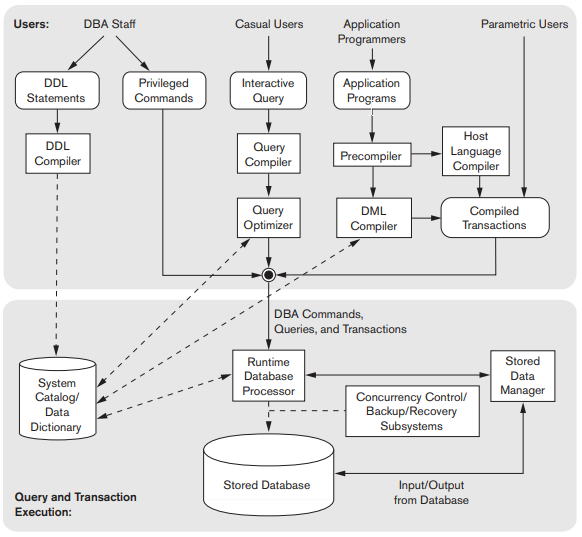 Users:
DBA Staff
Casual Users
Application
Programmers
Parametric Users
DDL
Statements
Privileged
Commands
Interactive
Query
Application
Programs
DDL
Compiler
Query
Compiler
Precompiler
Host
Language
Compiler
Query
Optimizer
DML
Compiler
Compiled
Transactions
DBA Commands,
Queries, and Transactions
System
Catalog/
Data
Dictionary
Runtime
Database
Processor
Stored
Data
Manager
Concurrency Control/
Backup/Recovery
Subsystems
Stored Database
Input/Output
from Database
Query and Transaction
Execution: